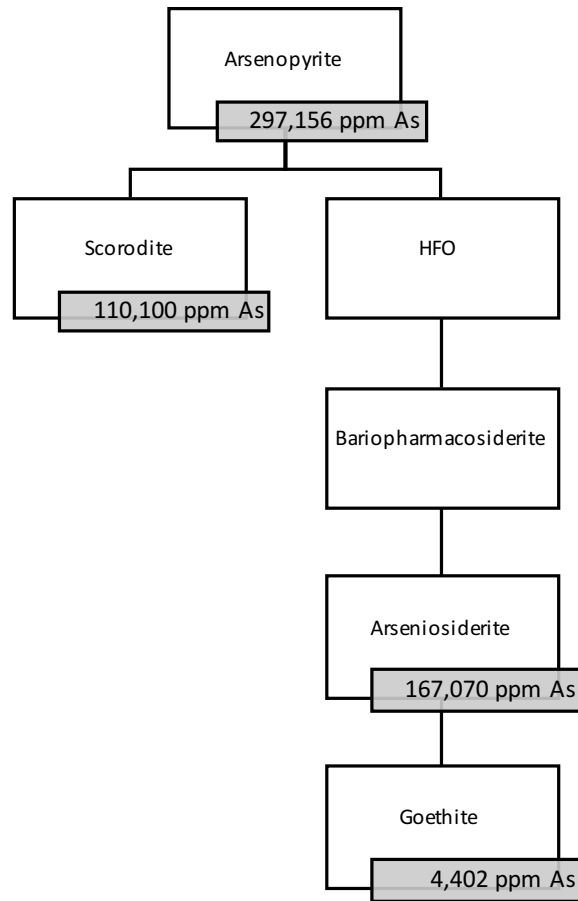 Arsenopyrite
297,156 ppm As
Scorodite
110,100 ppm As
HFO
Bariopharmacosiderite
Arseniosiderite
167,070 ppm As
Goethite
4,402 ppm As